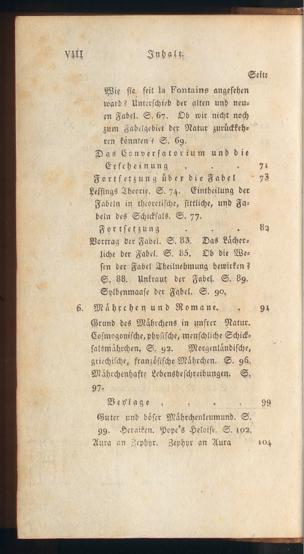 VIII Inhalt.
Seite
Wie sie seit la Fontains angesehen
ward? Unterschied der alten und neu-
en Fabel. S. 67. Ob wir nicht noch
zum Fabelgebiet der Natur zurückkeh-
ren könnten? S. 69.
Das Conversatorium und die
Erscheinung . . . 71
Fortsetzung über die Fabel 73
Lessings Theorie. S. 74. Eintheilung der
Fabeln in theoretische, sittliche, und Fa-
beln des Schicksals. S. 77.
Fortsetzung . . . 82
Vortrag der Fabel. S. 83. Das Lächer-
liche der Fabel. S. 85. Ob die We-
sen der Fabel Theilnehmung bewirken?
S. 88. Unkraut der Fabel. S. 89.
Sylbenmaase der Fabel. S. 90.
6. Mährchen und Romane. . 91
Grund des Mährchens in unsrer Natur.
Cosmogonische, physische, menschliche Schick-
salsmährchen. S. 92. Morgenländische,
griechische, französische Mährchen. S. 96.
Mährchenhafte Lebensbeschreibungen. S.
97.
Beylage . . . 99
Guter und böser Mährchenleumund. S.
99. Pope's Heloise. S. 102.
Aura an Zephyr. Zephyr an Aura 104